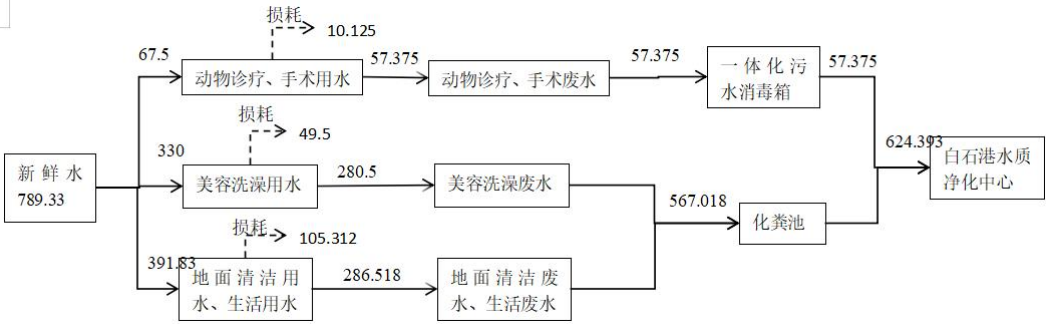 损耗
10.125
67.5
动物诊疗、手术用水
57.375
动物诊疗、手术废水
57.375
一体化污
水消毒箱
57.375
损耗
49.5
330
美容洗澡用水
280.5
美容洗澡废水
新鲜水
789.33
567.018
化粪池
624.393
白石港水质
净化中心
损耗
105.312
391.83
地面清洁用
水、生活用水
286.518
地面清洁废
水、生活废水